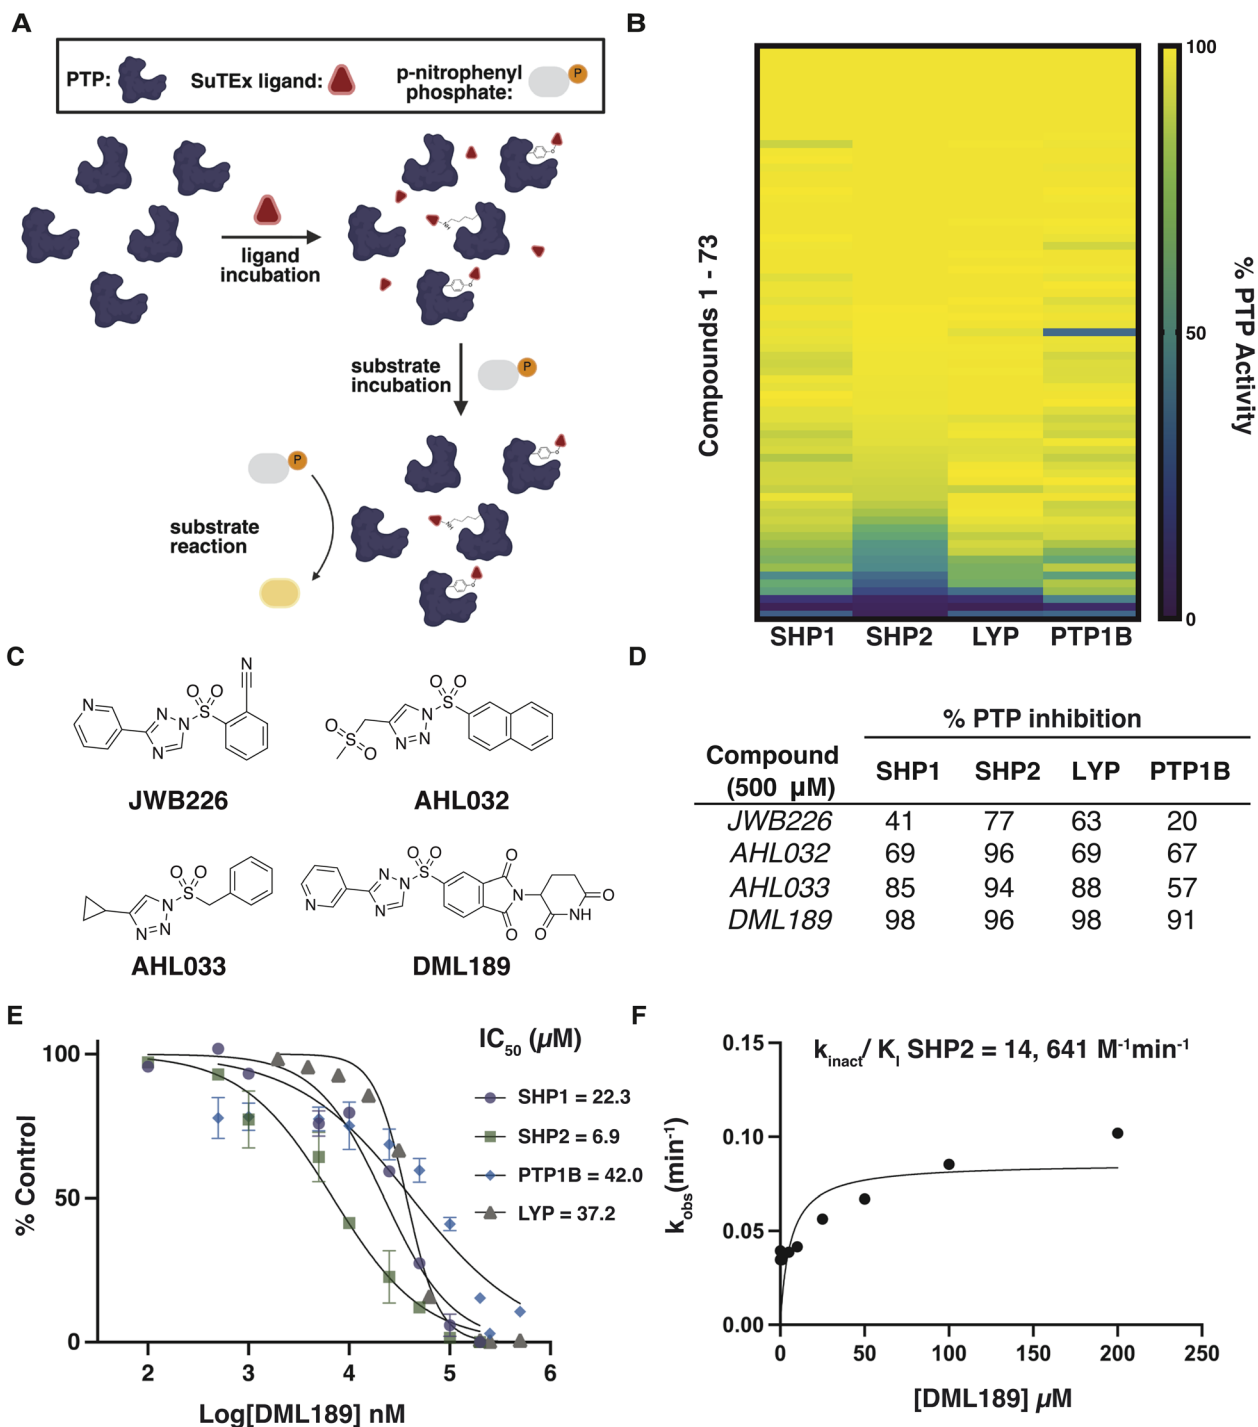 A
PTP:
SuTEx ligand:
p-nitrophenyl
phosphate:
P
ligand
incubation
substrate
incubation
P
P
substrate
reaction
B
Compounds 1 - 73
100
50
0
% PTP Activity
SHP1
SHP2
LYP
PTP1B
C
N
N
N
N
N
O
O
S
N
JWB226
O
O
S
N
N
N
O
S
O
AHL032
O
O
S
N
N
N
AHL033
O
O
S
N
N
N
N
O
O
N
O
O
NH
DML189
D
% PTP inhibition
Compound
(500 µM)
SHP1 SHP2 LYP PTP1B
JWB226 41 77 63 20
AHL032 69 96 69 67
AHL033 85 94 88 57
DML189 98 96 98 91
E
IC50 (µM)
SHP1 = 22.3
SHP2 = 6.9
PTP1B = 42.0
LYP = 37.2
% Control
100
50
0
2 3 4 5 6
Log[DML189] nM
F
kinact/ KI SHP2 = 14, 641 M-1min-1
kobs(min-1)
0.15
0.10
0.05
0.00
0 50 100 150 200 250
[DML189] µM